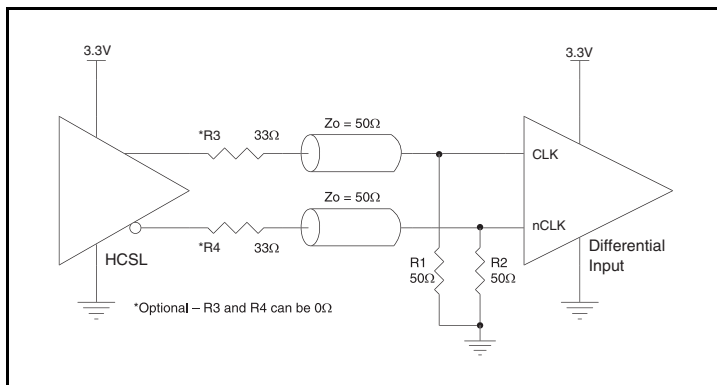 3.3V
3.3V
*R3 33Ω
Zo = 50Ω
CLK
Zo = 50Ω
nCLK
*R4 33Ω
HCSL
R1
50Ω
R2
50Ω
Differential
Input
*Optional – R3 and R4 can be 0Ω